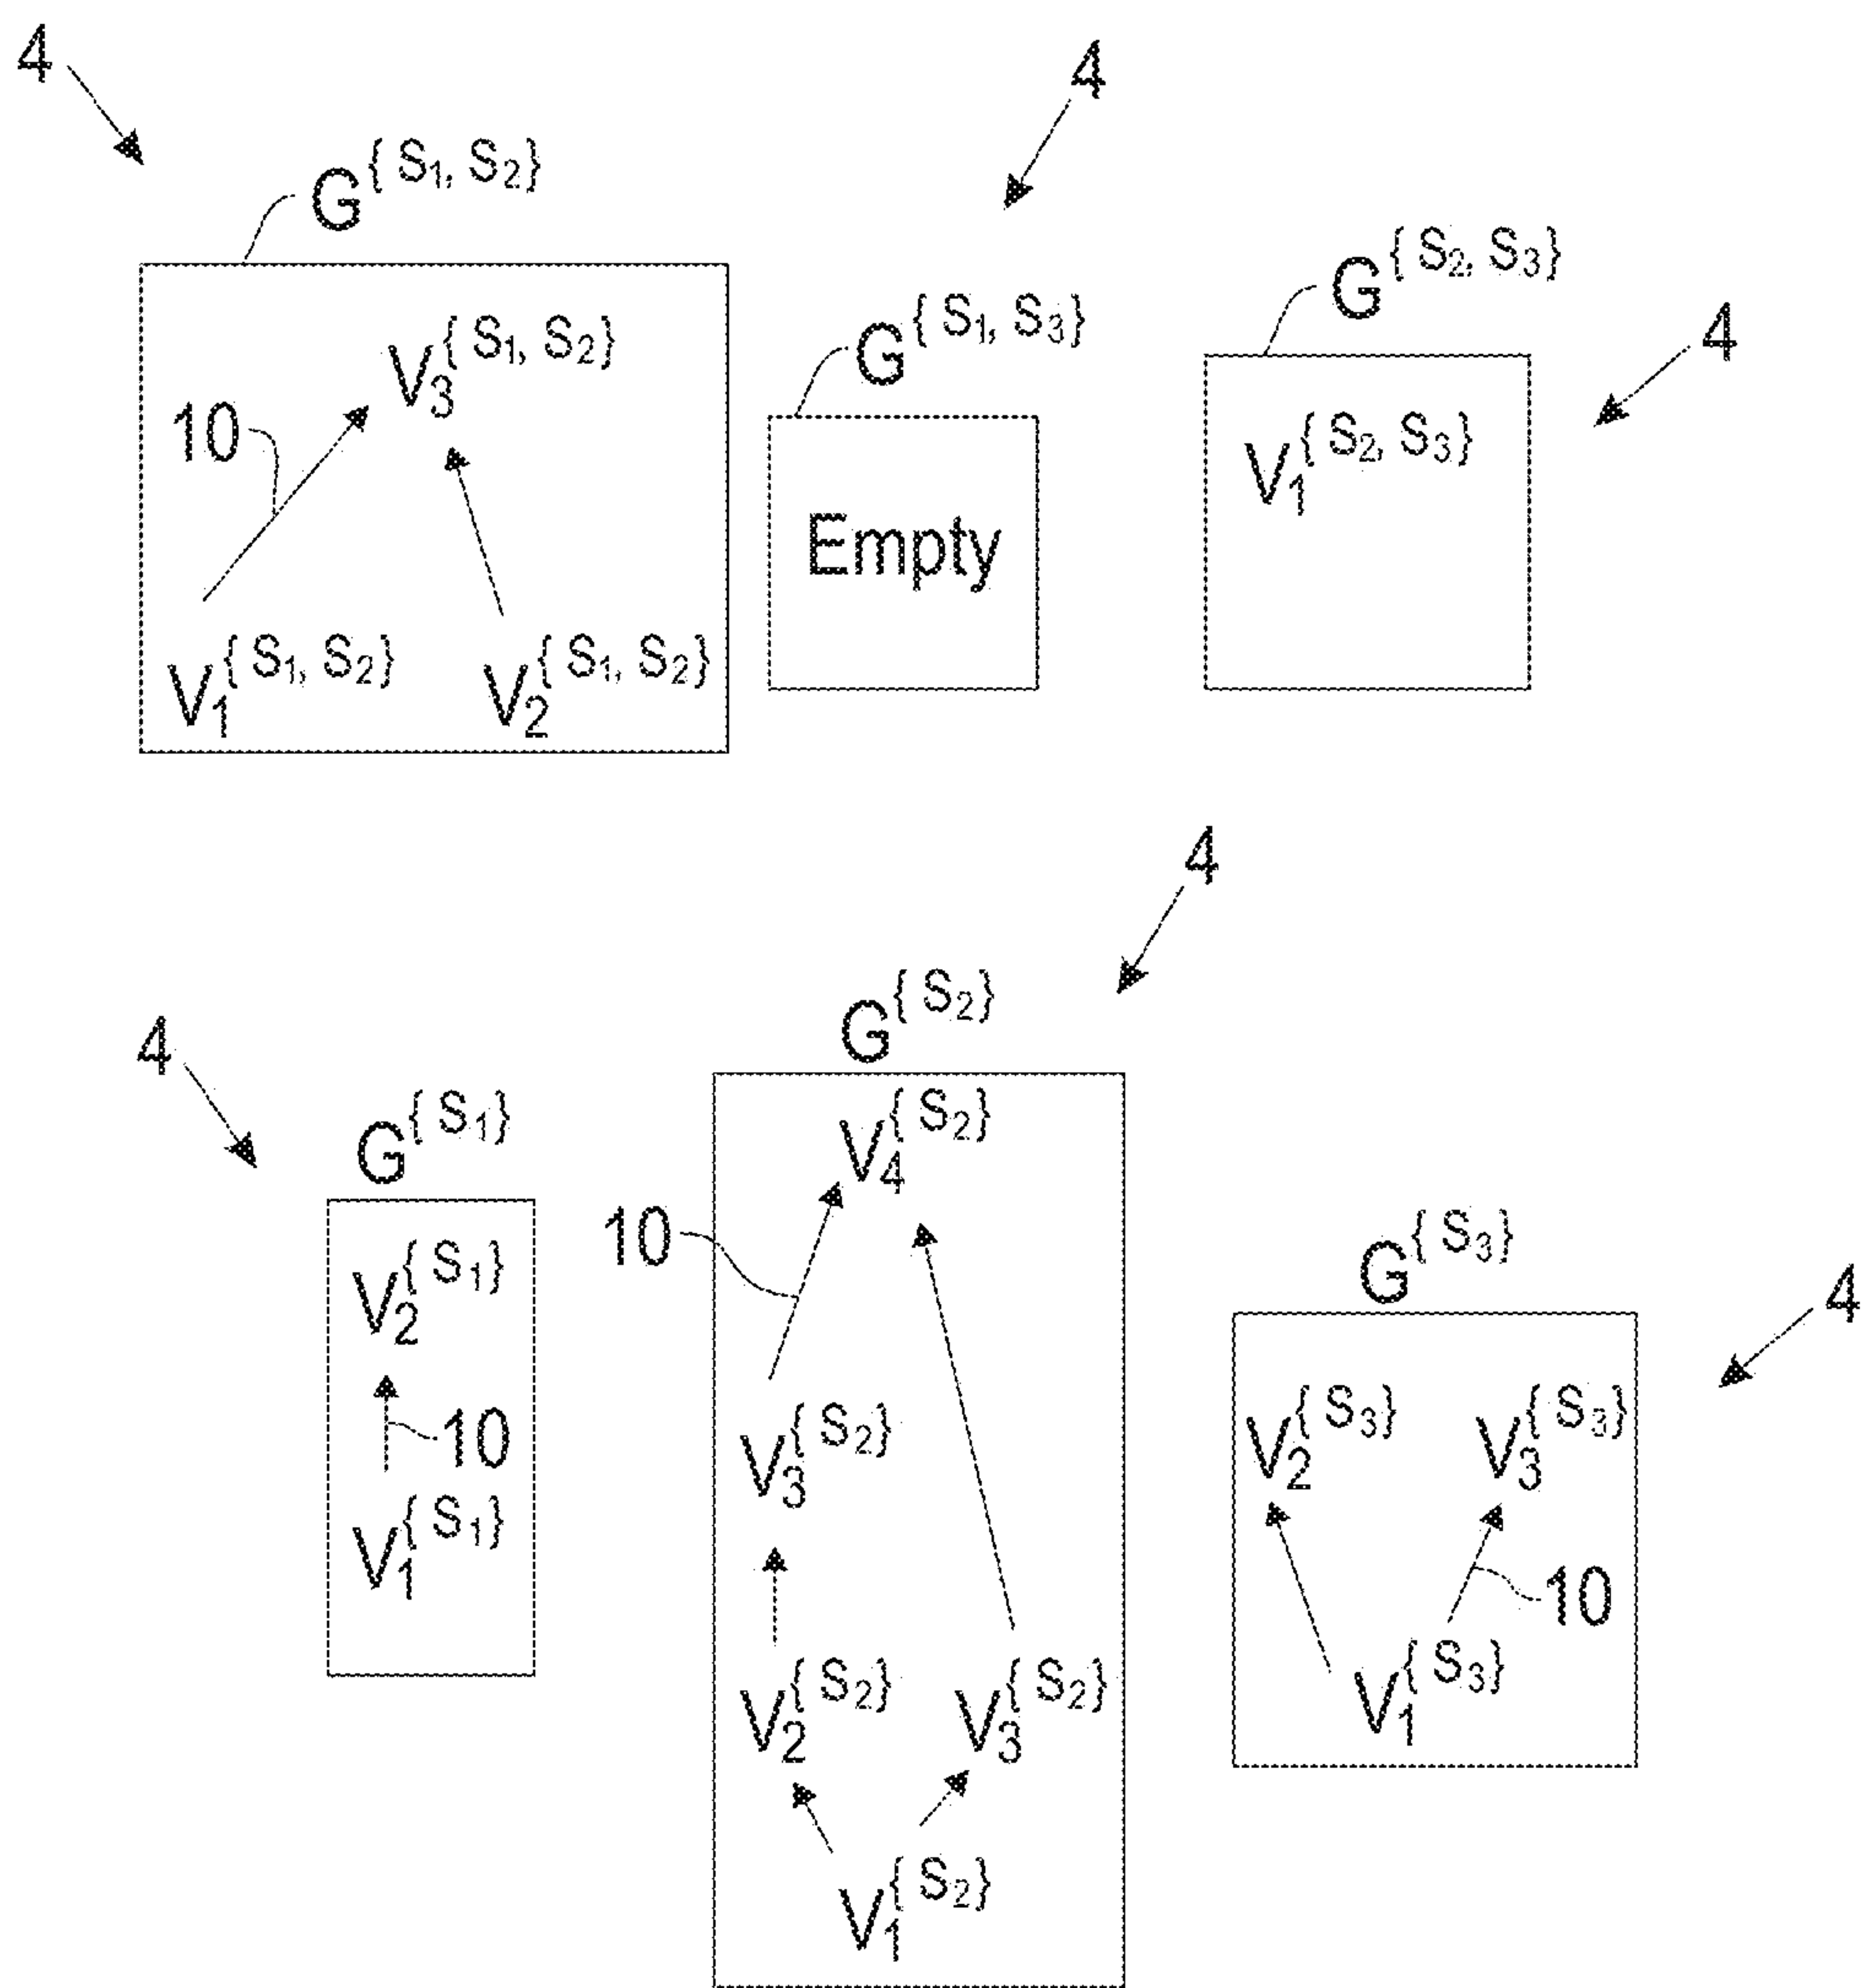 4
4
G{S1, S2}
G{S2, S3}
G{S1, S3}
4
V3{S1, S2}
10
V1{S2, S3}
Empty
V1{S1, S2} V2{S1, S2}
4
G{S2}
4
G{S1}
V4{S2}
10
G{S3}
V2{S1}
4
10
V3{S2}
V2{S3} V3{S3}
V1{S1}
10
V2{S2} V3{S2}
V1{S3}
V1{S2}